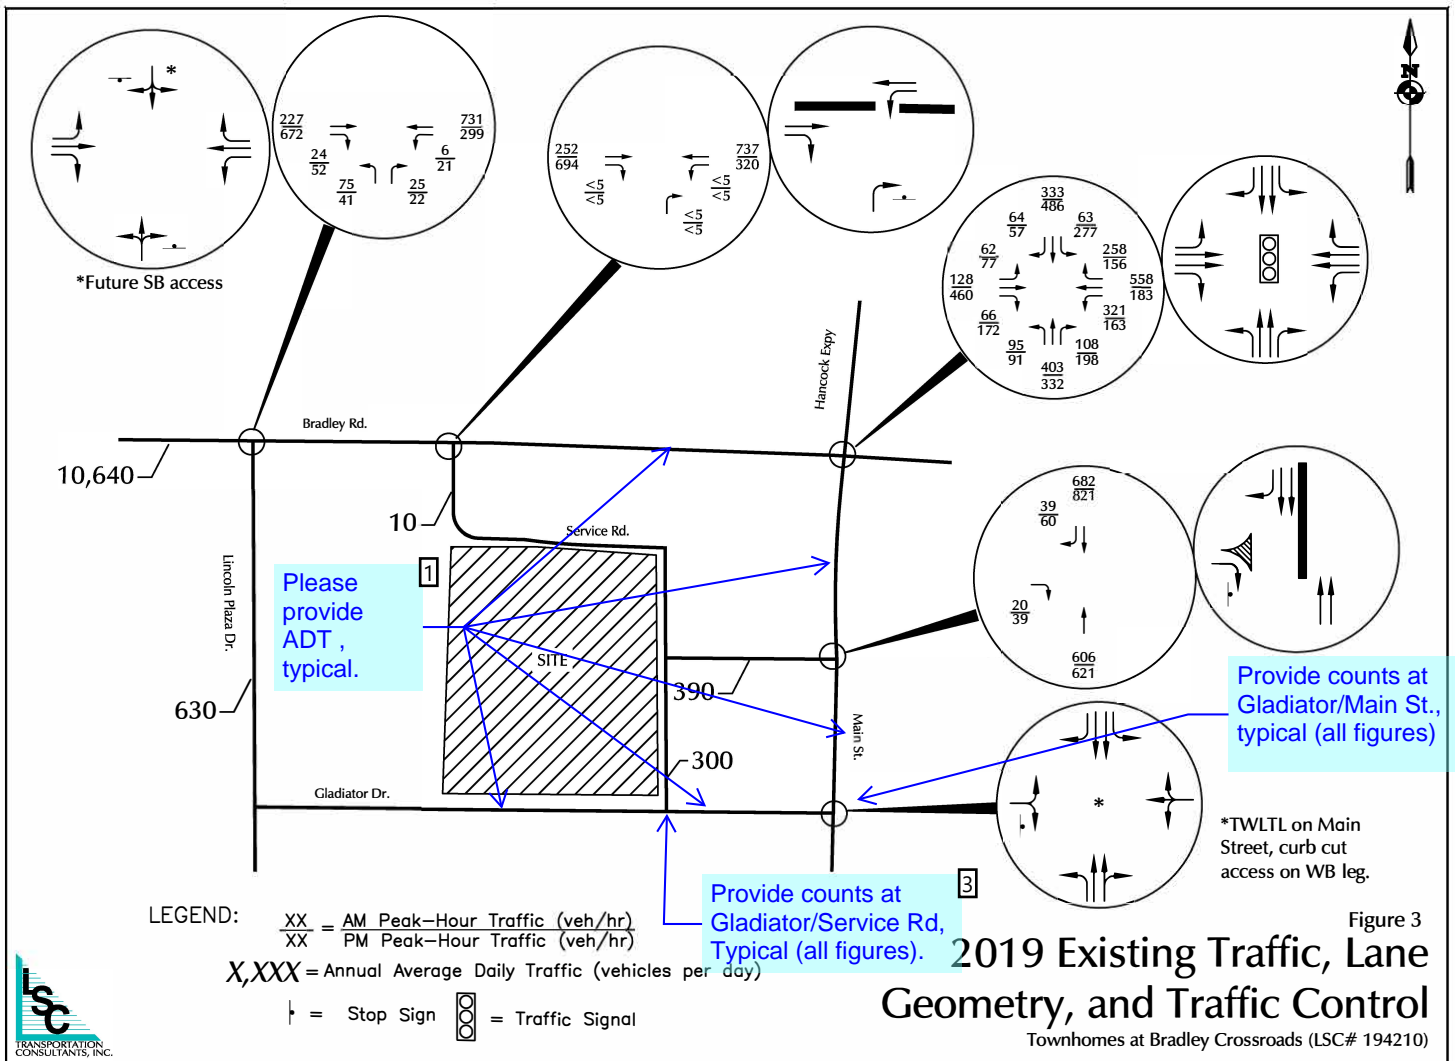 *
*Future SB access
227
672
24
52
75
41
25
22
6
21
731
299
252
694
<5
<5
<5
<5
<5
<5
737
320
N
333
486
64
57
63
277
62
77
258
156
128
460
558
183
66
172
321
163
95
91
108
198
403
332
Hancock Expy
Bradley Rd.
10,640
10
Service Rd.
Lincoln Plaza Dr.
1
Please
provide
ADT ,
typical.
SITE
390
630
300
Main St.
Gladiator Dr.
682
821
39
60
20
39
606
621
Provide counts at
Gladiator/Main St.,
typical (all figures)
*
*TWLTL on Main
Street, curb cut
access on WB leg.
3
Provide counts at
Gladiator/Service Rd,
Typical (all figures).
LEGEND:
XX = AM Peak-Hour Traffic (veh/hr)
XX PM Peak-Hour Traffic (veh/hr)
X,XXX = Annual Average Daily Traffic (vehicles per day)
= Stop Sign
= Traffic Signal
Figure 3
2019 Existing Traffic, Lane
Geometry, and Traffic Control
Townhomes at Bradley Crossroads (LSC# 194210)
LSC
TRANSPORTATION
CONSULTANTS, INC.